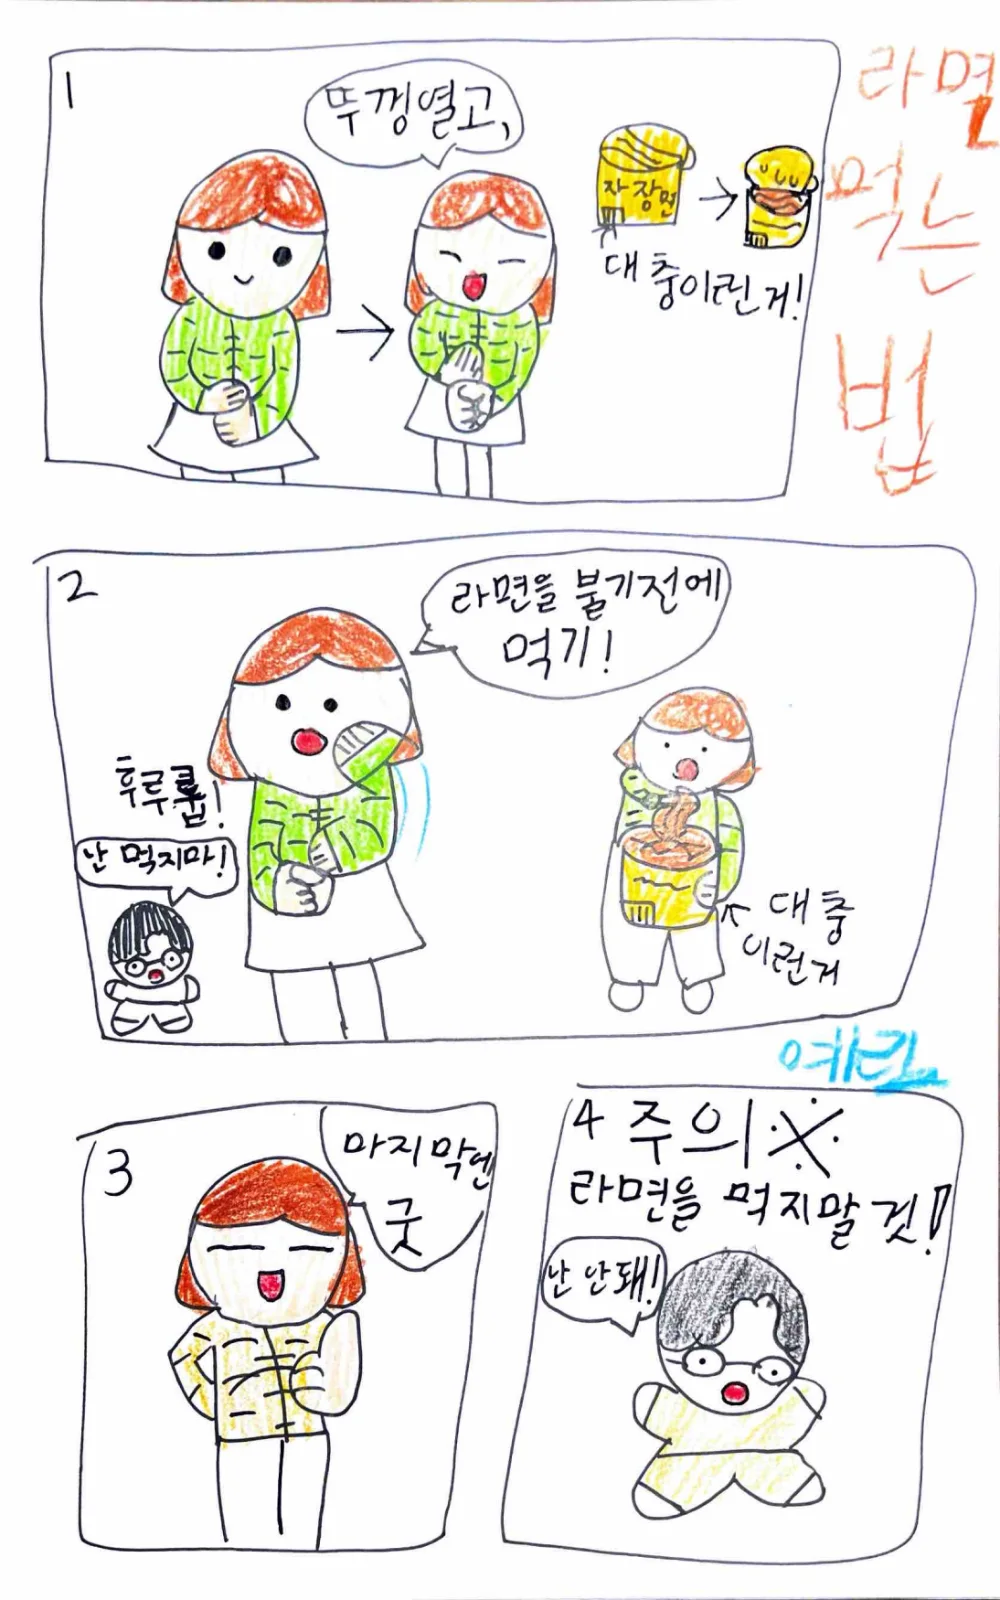 라면
먹는
법
1
뚜껑열고,
자장면
대충이런거!
2
라면을 불기전에
먹기!
후루룹!
난 먹지마!
대충
이런거
예린
3
마지막엔
굿
4 주의※
라면을 먹지말 것!
난 안돼!